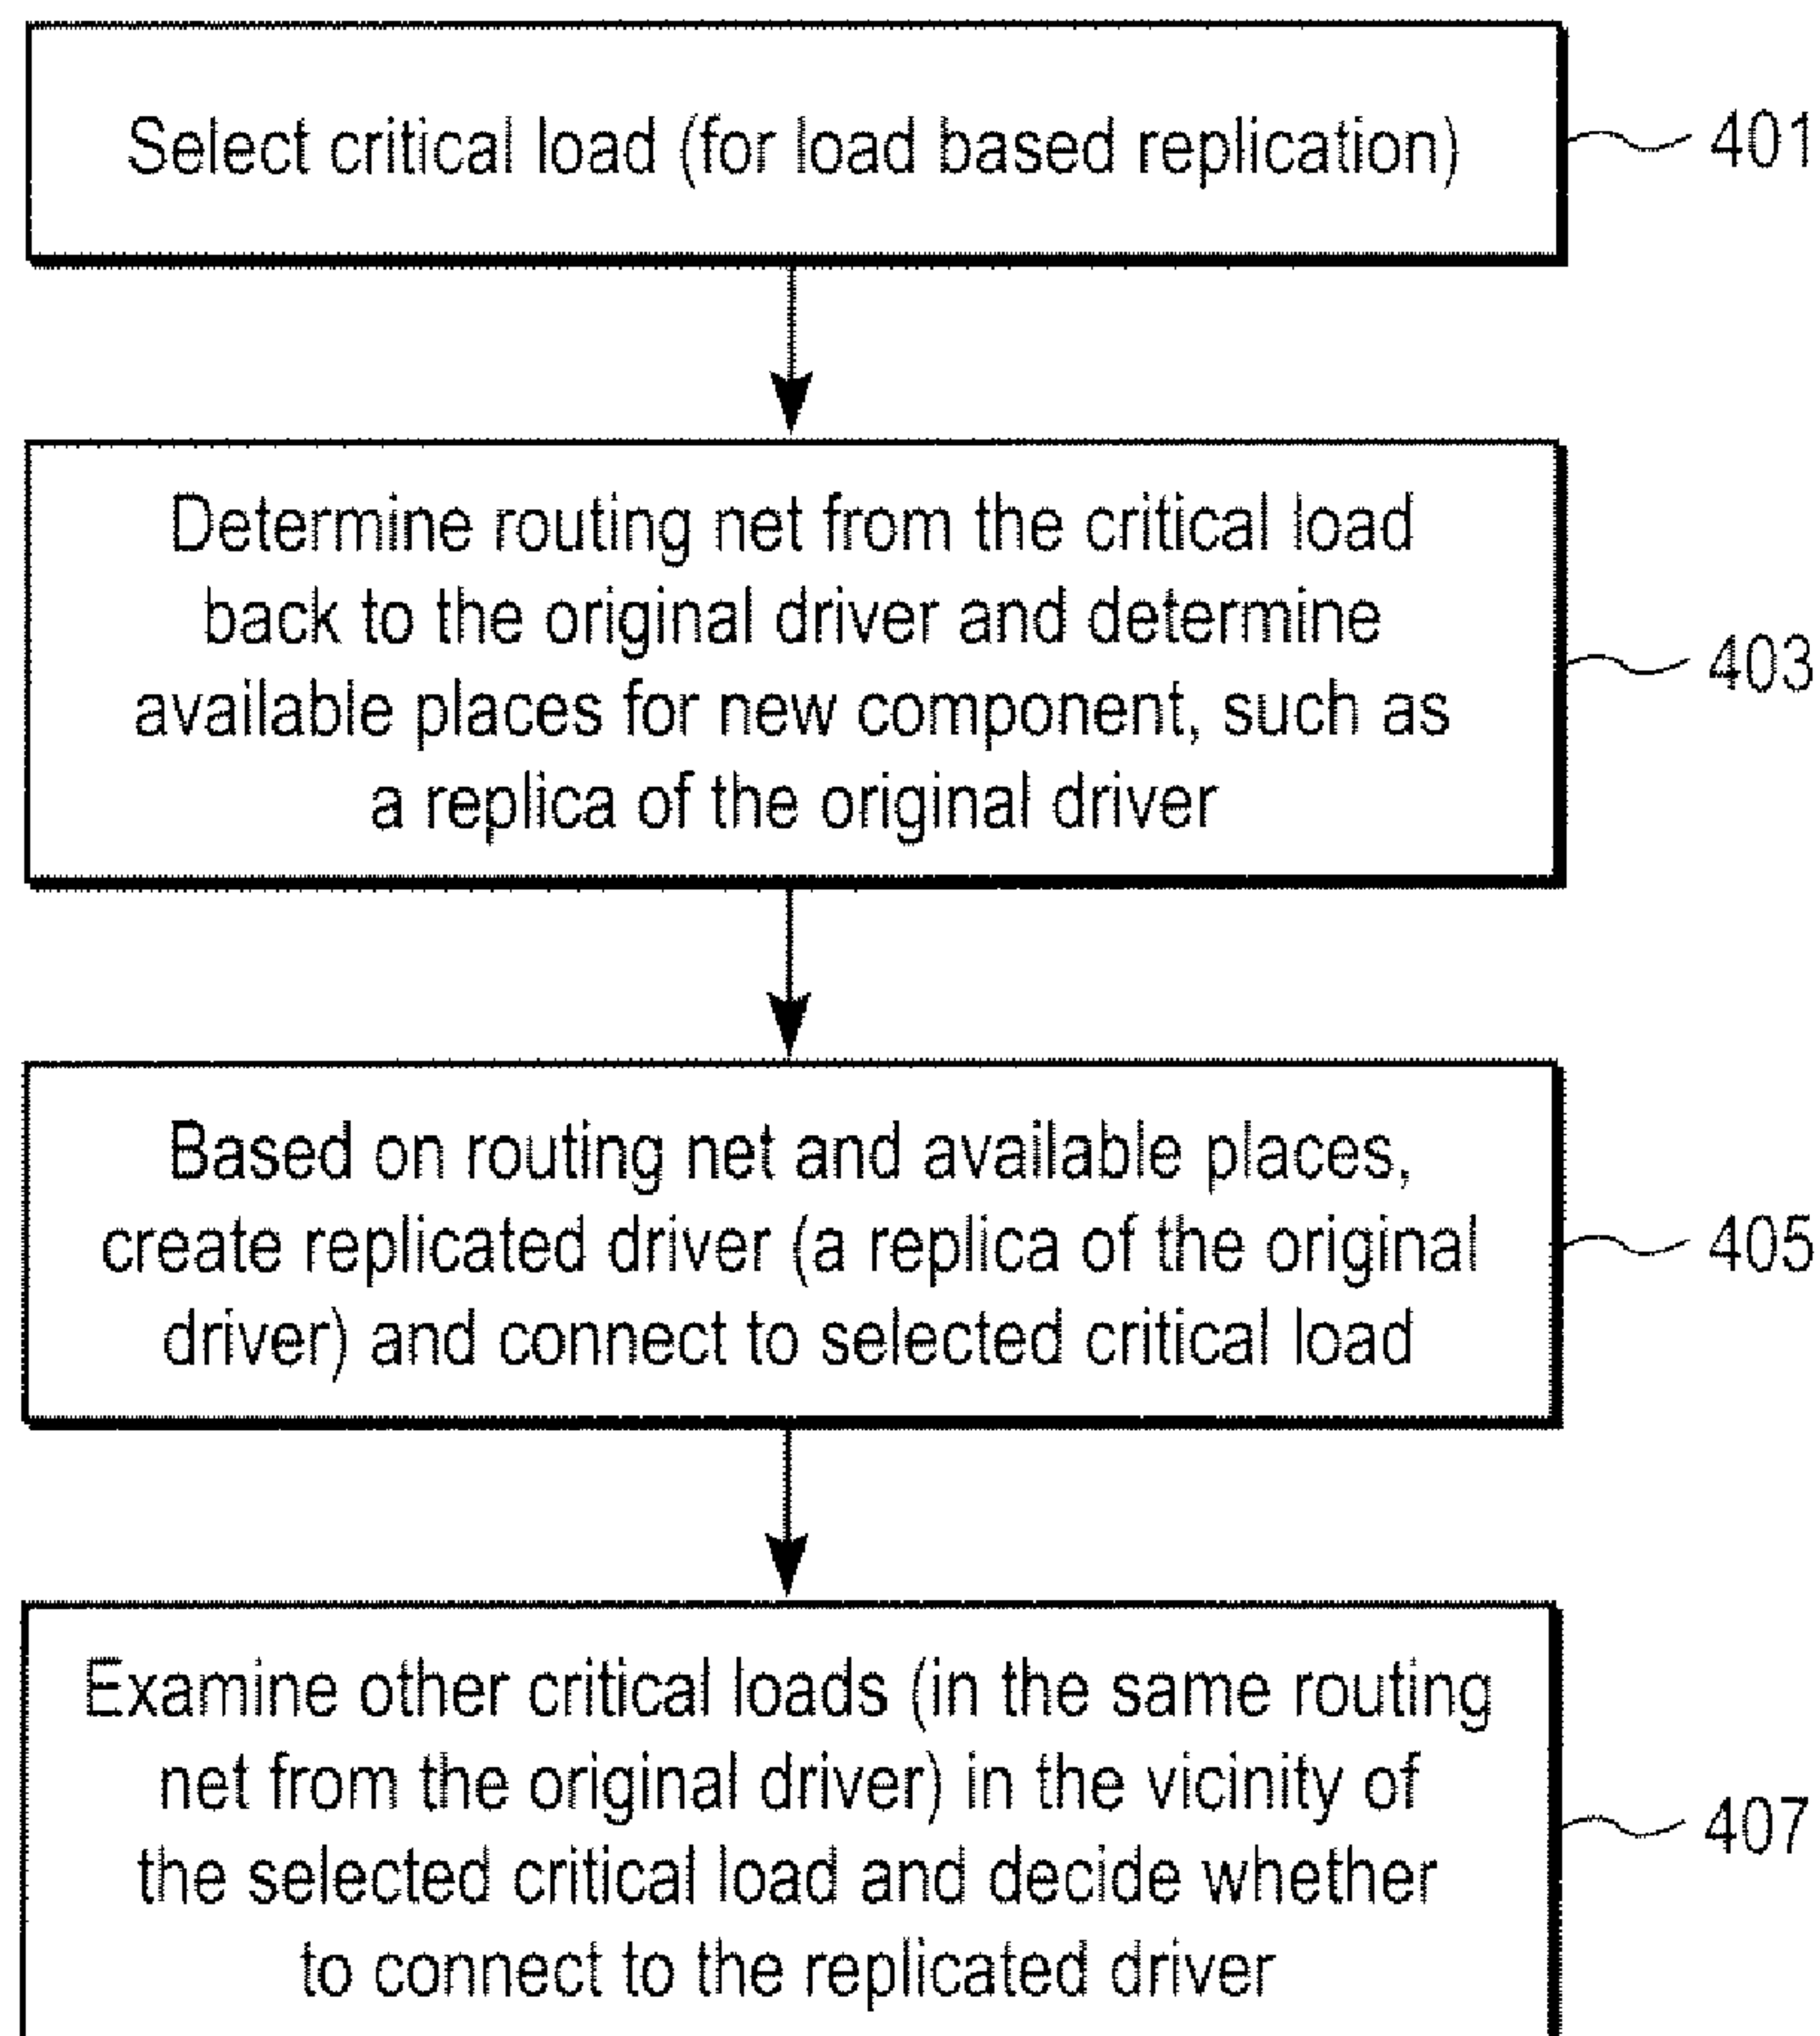 Select critical load (for load based replication)
401
Determine routing net from the critical load
back to the original driver and determine
available places for new component, such as
a replica of the original driver
403
Based on routing net and available places,
create replicated driver (a replica of the original
driver) and connect to selected critical load
405
Examine other critical loads (in the same routing
net from the original driver) in the vicinity of
the selected critical load and decide whether
to connect to the replicated driver
407